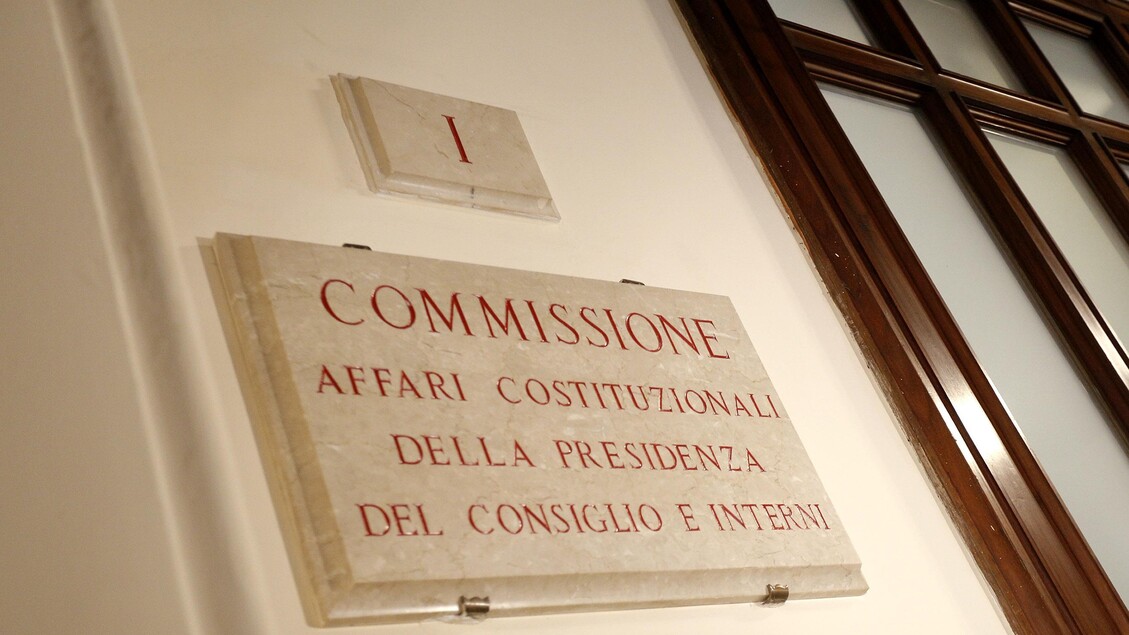 I
COMMISSIONE
AFFARI COSTITUZIONALI
DELLA PRESIDENZA
DEL CONSIGLIO E INTERNI